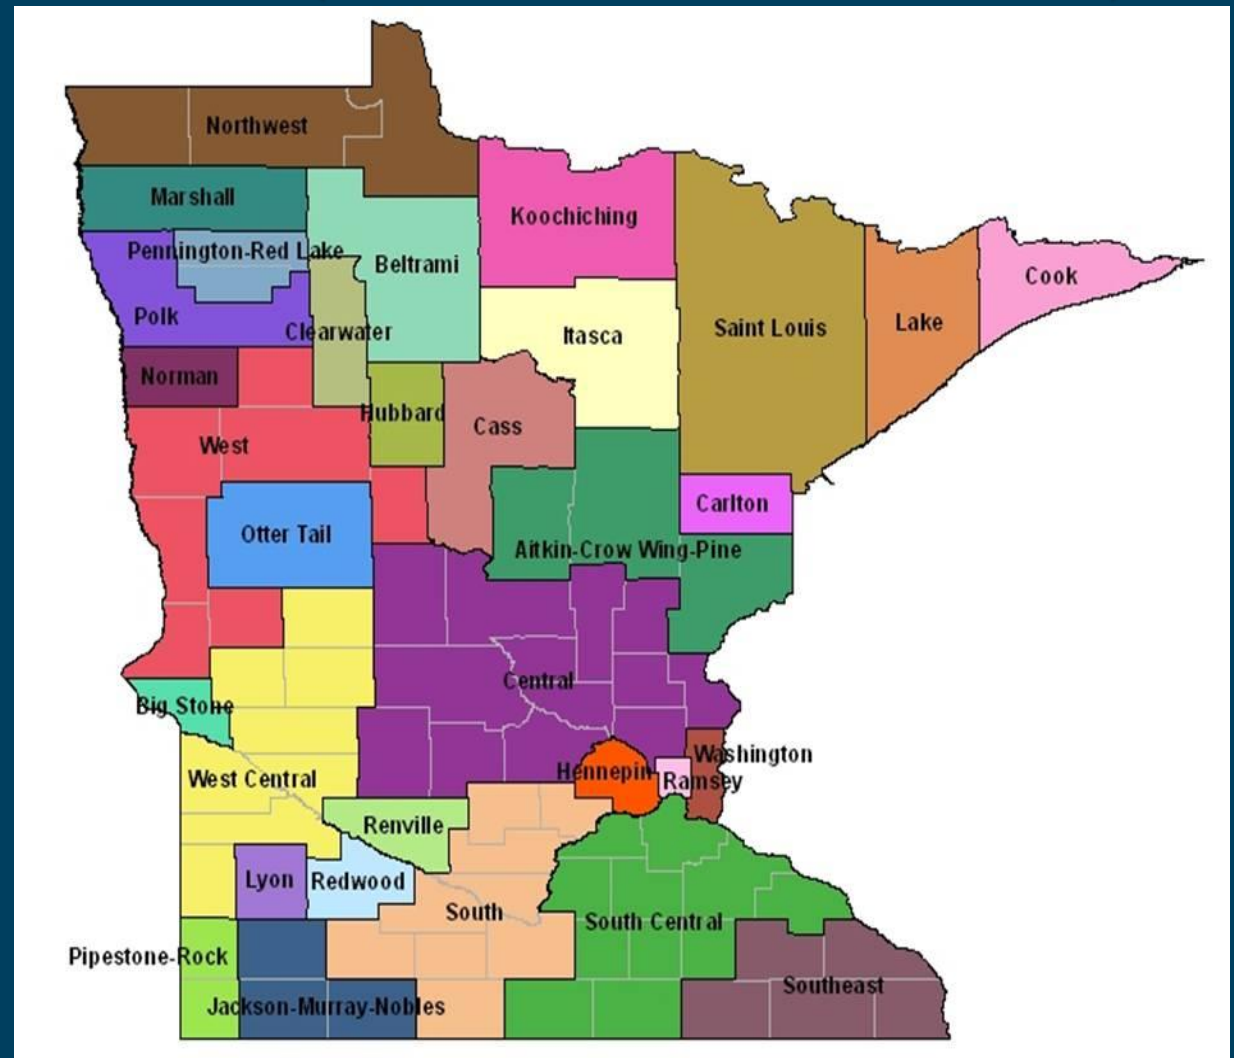 Northwest
Marshall
Koochiching
Pennington-Red Lake
Beltrami
Cook
Polk
Clearwater
Itasca
Saint Louis
Lake
Norman
Hubbard
Cass
West
Carlton
Otter Tail
Aitkin-Crow Wing-Pine
Central
Big Stone
Washington
West Central
Hennepin
Ramsey
Renville
Lyon
Redwood
South
South Central
Pipestone-Rock
Southeast
Jackson-Murray-Nobles